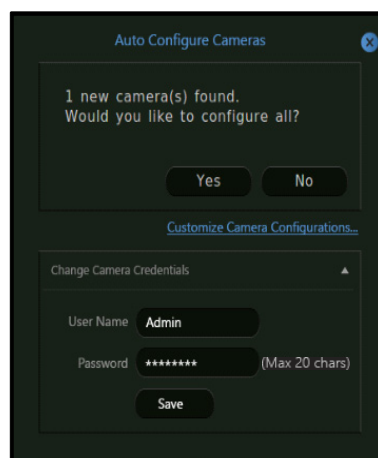 Auto Configure Cameras
1 new camera(s) found.
Would you like to configure all?
Yes No
Customize Camera Configurations...
Change Camera Credentials
User Name Admin
Password ******** (Max 20 chars)
Save